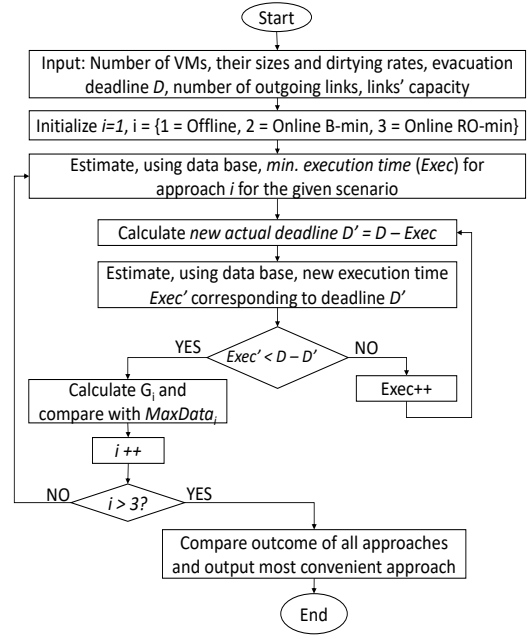 Start
Input: Number of VMs, their sizes and dirtying rates, evacuation
deadline D, number of outgoing links, links' capacity
Initialize i=1, i = {1 = Offline, 2 = Online B-min, 3 = Online RO-min}
Estimate, using data base, min. execution time (Exec) for
approach i for the given scenario
Calculate new actual deadline D' = D – Exec
Estimate, using data base, new execution time
Exec' corresponding to deadline D'
Exec' < D – D'
YES
NO
Calculate Gi and
compare with MaxDatai
Exec++
i ++
i > 3?
NO
YES
Compare outcome of all approaches
and output most convenient approach
End